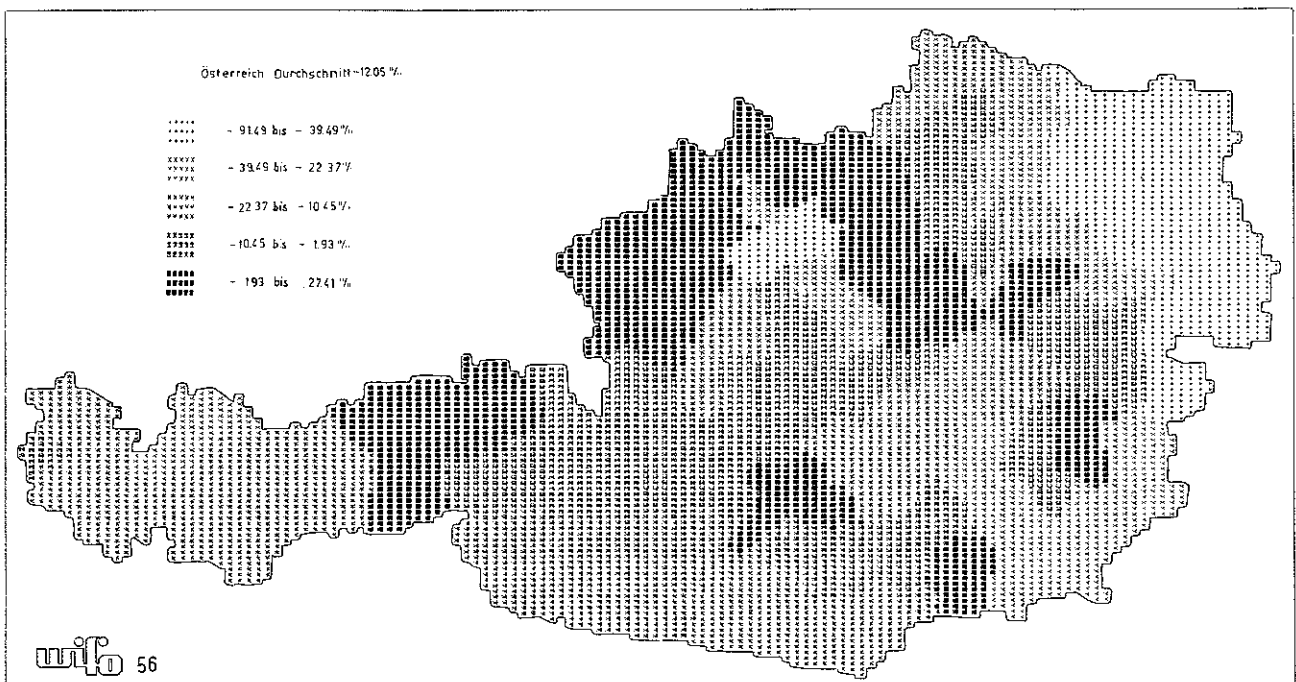 Österreich Durchschnitt -12.05 %
- 91.49 bis - 39.49 %
- 39.49 bis - 22.37 %
- 22.37 bis - 10.45 %
- 10.45 bis - 1.93 %
- 1.93 bis 27.41 %
wifo 56